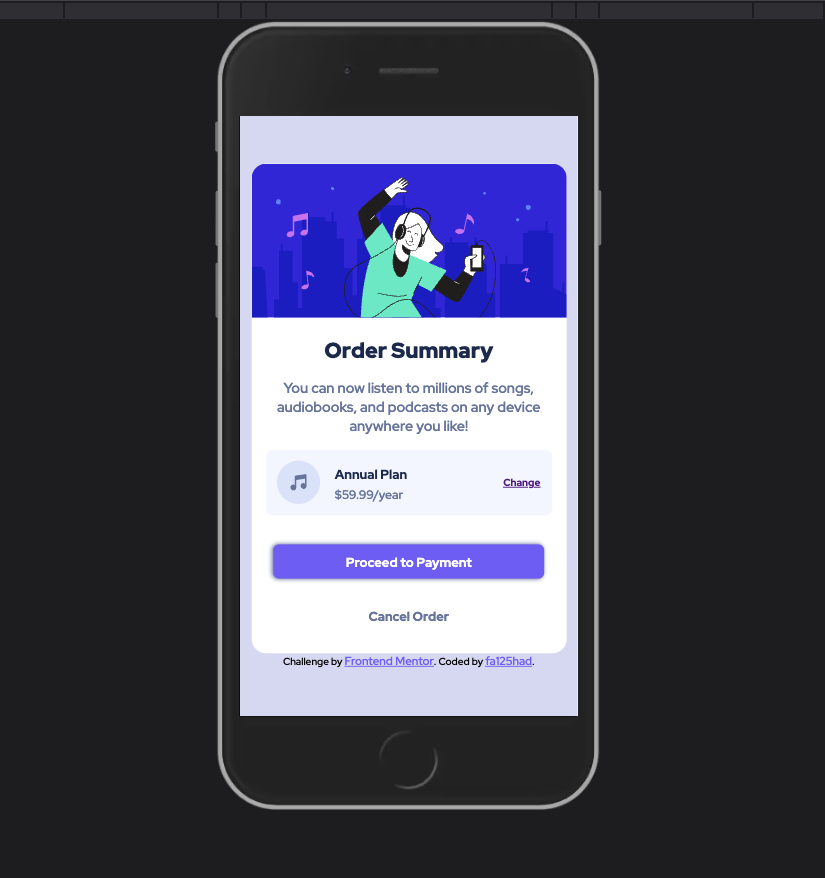 Order Summary
You can now listen to millions of songs,
audiobooks, and podcasts on any device
anywhere you like!
Annual Plan
$59.99/year
Change
Proceed to Payment
Cancel Order
Challenge by Frontend Mentor. Coded by fa125had.